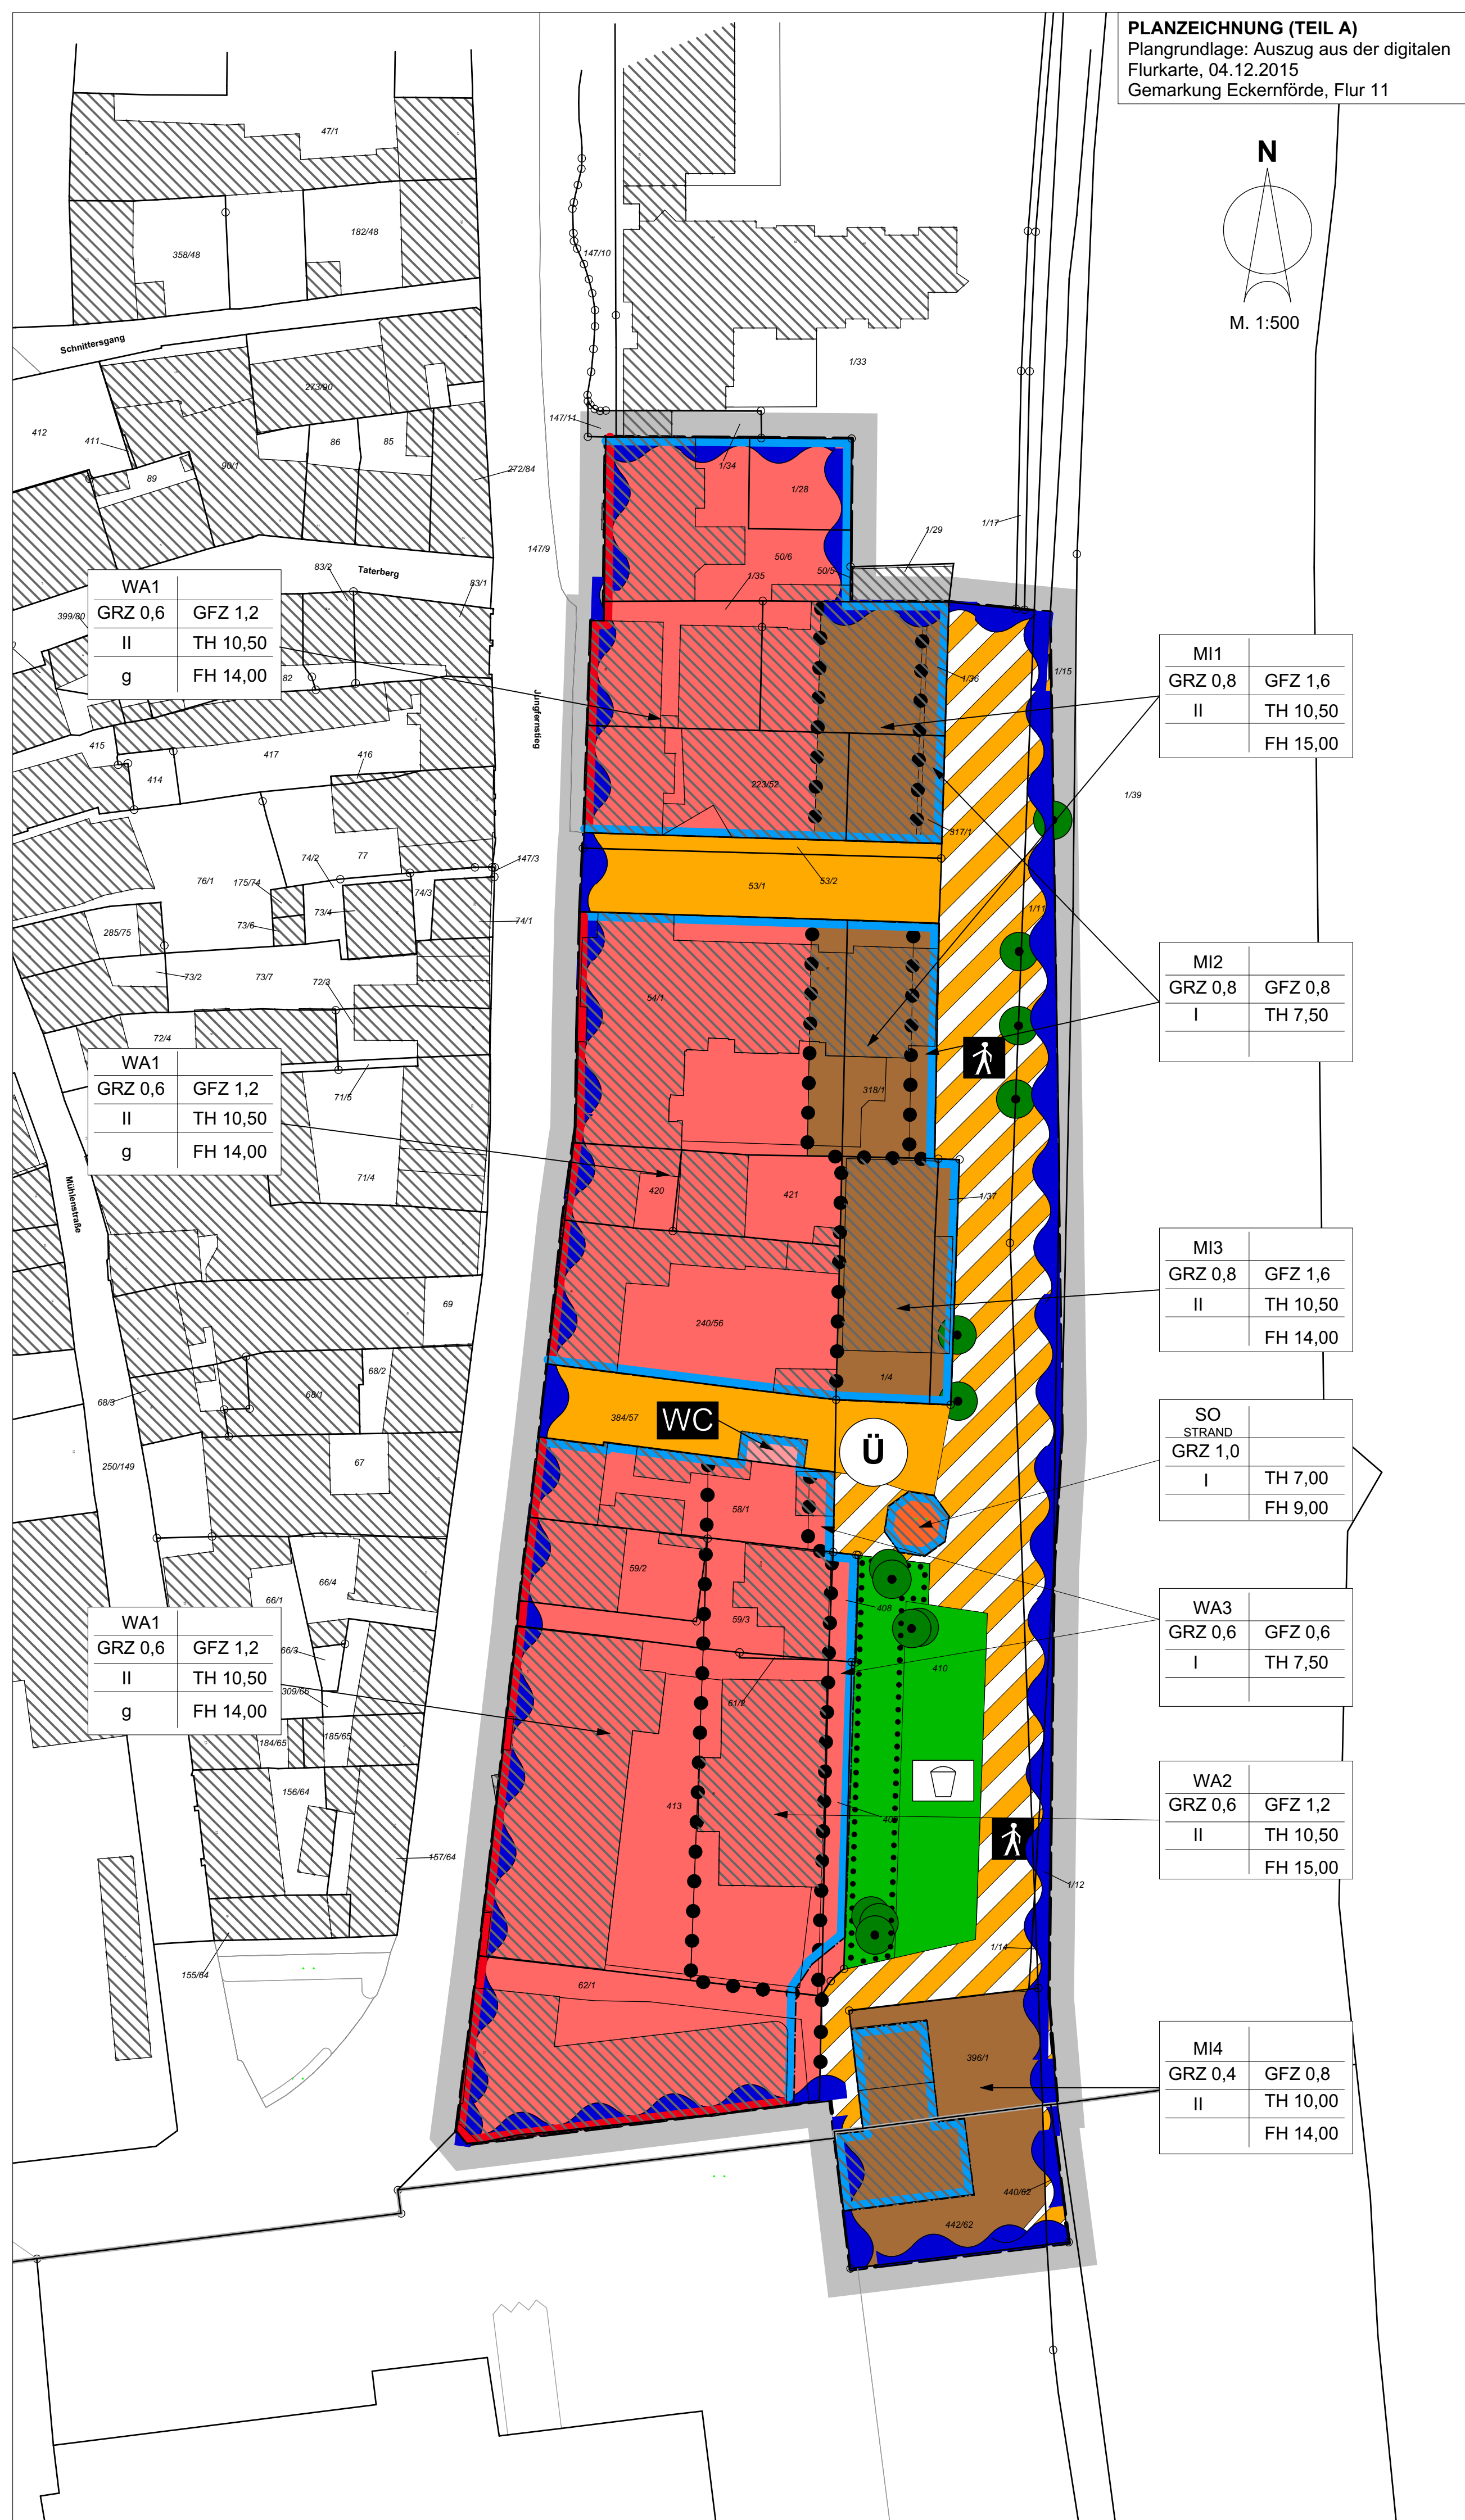 PLANZEICHNUNG (TEIL A)
Plangrundlage: Auszug aus der digitalen
Flurkarte, 04.12.2015
Gemarkung Eckernförde, Flur 11
N
M. 1:500
47/1
182/48
358/48
147/10
Schnittersgang
1/33
273/90
147/11
412
411
86
85
90/1
89
272/84
1/34
1/28
147/9
1/29
1/17
50/6
50/5
1/35
Taterberg
83/2
83/1
399/80
82
WA1
GRZ 0,6 GFZ 1,2
II TH 10,50
g FH 14,00
MI1
GRZ 0,8 GFZ 1,6
II TH 10,50
FH 15,00
1/15
1/36
Jungfernstieg
415
417
416
414
223/52
317/1
1/39
74/2
77
147/3
76/1
175/74
74/3
73/4
73/6
74/1
285/75
53/1
53/2
1/11
73/2
73/7
72/3
72/4
54/1
MI2
GRZ 0,8 GFZ 0,8
I TH 7,50
WA1
GRZ 0,6 GFZ 1,2
II TH 10,50
g FH 14,00
71/5
71/4
318/1
Mühlenstraße
420
421
1/37
MI3
GRZ 0,8 GFZ 1,6
II TH 10,50
FH 14,00
69
240/56
68/2
68/1
68/3
1/4
384/57
WC
Ü
SO
STRAND
GRZ 1,0
I TH 7,00
FH 9,00
250/149
67
58/1
59/2
66/4
66/1
59/3
408
WA3
GRZ 0,6 GFZ 0,6
I TH 7,50
WA1
GRZ 0,6 GFZ 1,2
II TH 10,50
g FH 14,00
66/3
309/66
410
61/2
184/65
185/65
156/64
413
WA2
GRZ 0,6 GFZ 1,2
II TH 10,50
FH 15,00
157/64
1/12
1/14
155/64
62/1
396/1
MI4
GRZ 0,4 GFZ 0,8
II TH 10,00
FH 14,00
440/62
442/62